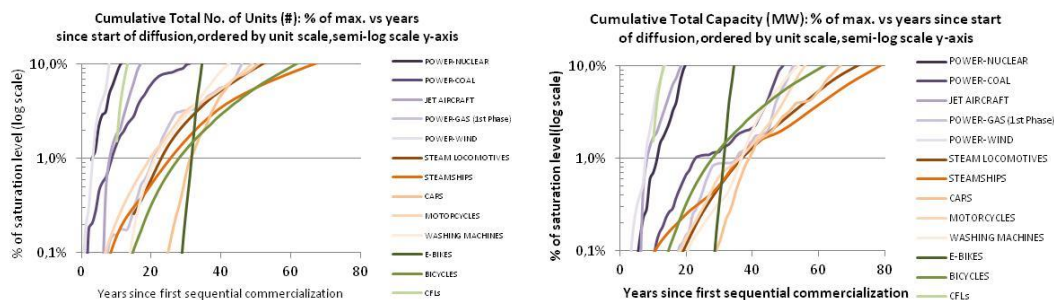 Cumulative Total No. of Units (#): % of max. vs years
since start of diffusion,ordered by unit scale,semi-log scale y-axis
% of saturation level (log scale)
10,0%
1,0%
0,1%
0
20
40
60
80
Years since first sequential commercialization
POWER-NUCLEAR
POWER-COAL
JET AIRCRAFT
POWER-GAS (1st Phase)
POWER-WIND
STEAM LOCOMOTIVES
STEAMSHIPS
CARS
MOTORCYCLES
WASHING MACHINES
E-BIKES
BICYCLES
CFLs
Cumulative Total Capacity (MW): % of max. vs years since start
of diffusion,ordered by unit scale,semi-log scale y-axis
% of saturation level(log scale)
10,0%
1,0%
0,1%
0
20
40
60
80
Years since first sequential commercialization
POWER-NUCLEAR
POWER-COAL
JET AIRCRAFT
POWER-GAS (1st Phase)
POWER-WIND
STEAM LOCOMOTIVES
STEAMSHIPS
CARS
MOTORCYCLES
WASHING MACHINES
E-BIKES
BICYCLES
CFLs